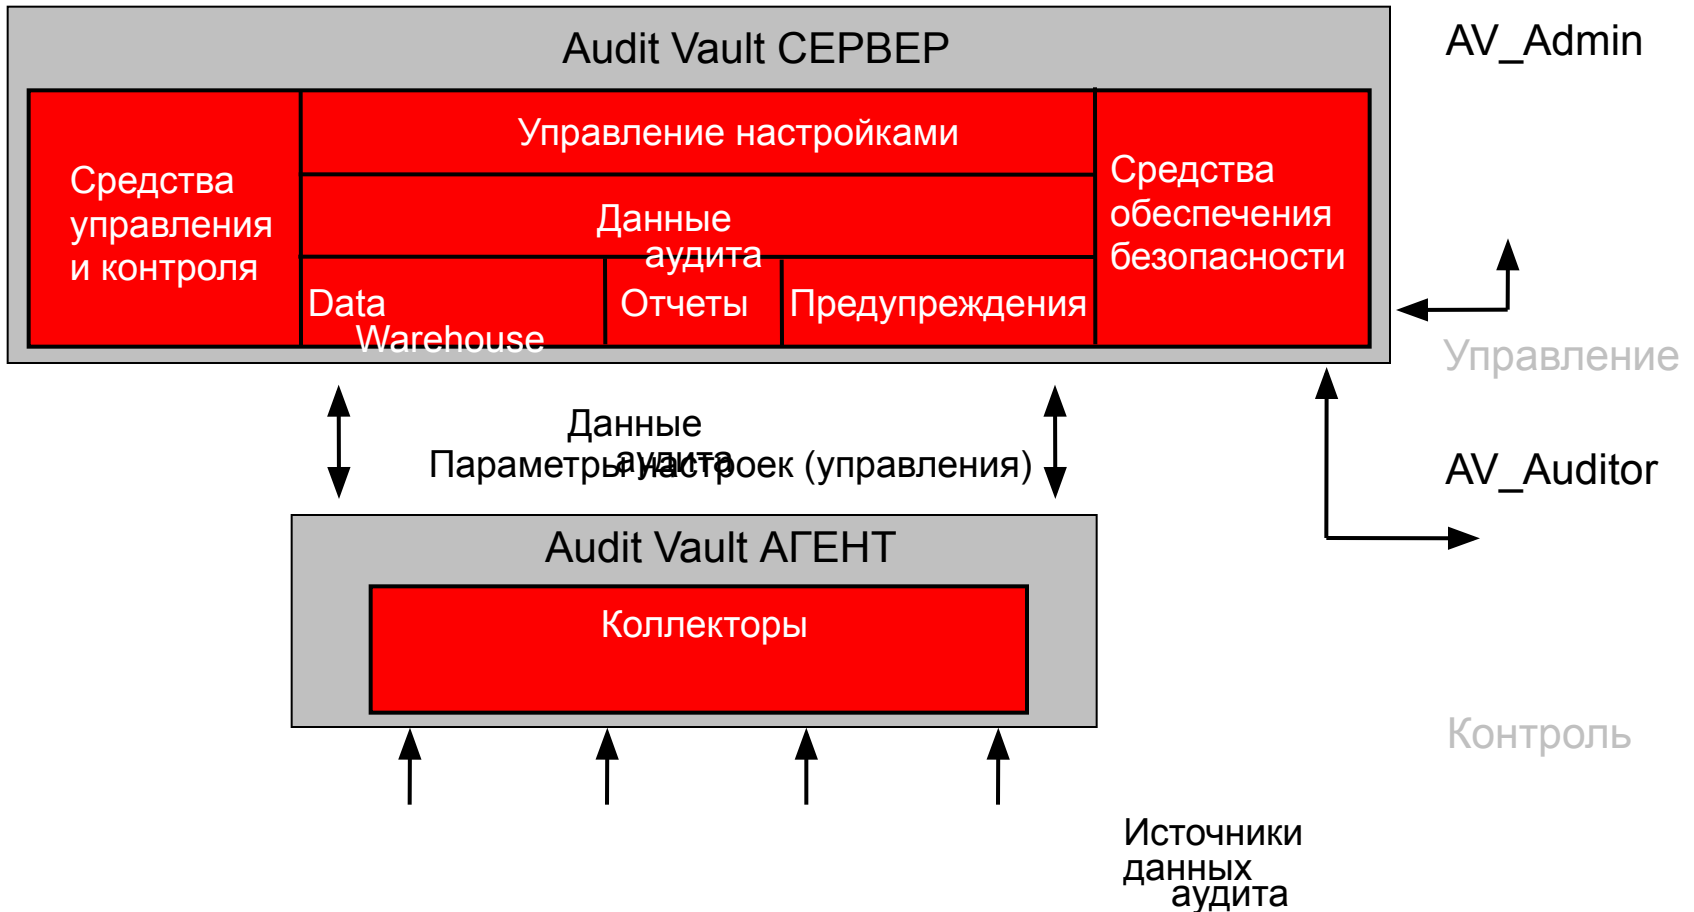 Audit Vault СЕРВЕР
AV_Admin
Управление настройками
Средства
управления
и контроля
Данные
аудита
Средства
обеспечения
безопасности
Data
Warehouse
Отчеты
Предупреждения
Управление
Данные
аудита
Параметры настроек (управления)
AV_Auditor
Audit Vault АГЕНТ
Коллекторы
Контроль
Источники
данных
аудита